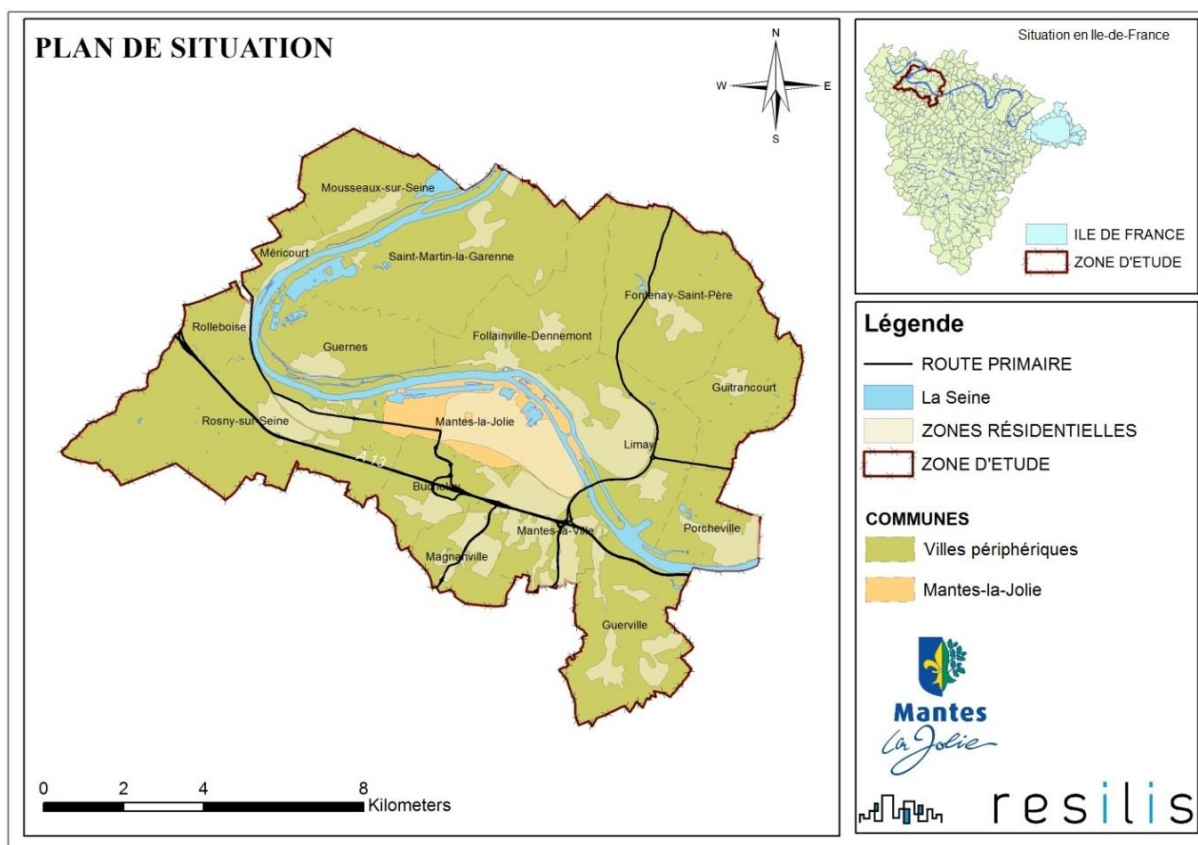 PLAN DE SITUATION
N
W
E
S
Mousseaux-sur-Seine
Méricourt
Saint-Martin-la-Garenne
Fontenay-Saint-Père
Rolleboise
Follainville-Dennemont
Guernes
Guitrancourt
Rosny-sur-Seine
Mantes-la-Jolie
Limay
A 13
Buchelay
Mantes-la-Ville
Porcheville
Magnanville
Guerville
0 2 4 8
Kilometers
Situation en Ile-de-France
ILE DE FRANCE
ZONE D'ETUDE
Légende
ROUTE PRIMAIRE
La Seine
ZONES RÉSIDENTIELLES
ZONE D'ETUDE
COMMUNES
Villes périphériques
Mantes-la-Jolie
Mantes
la Jolie
resilis